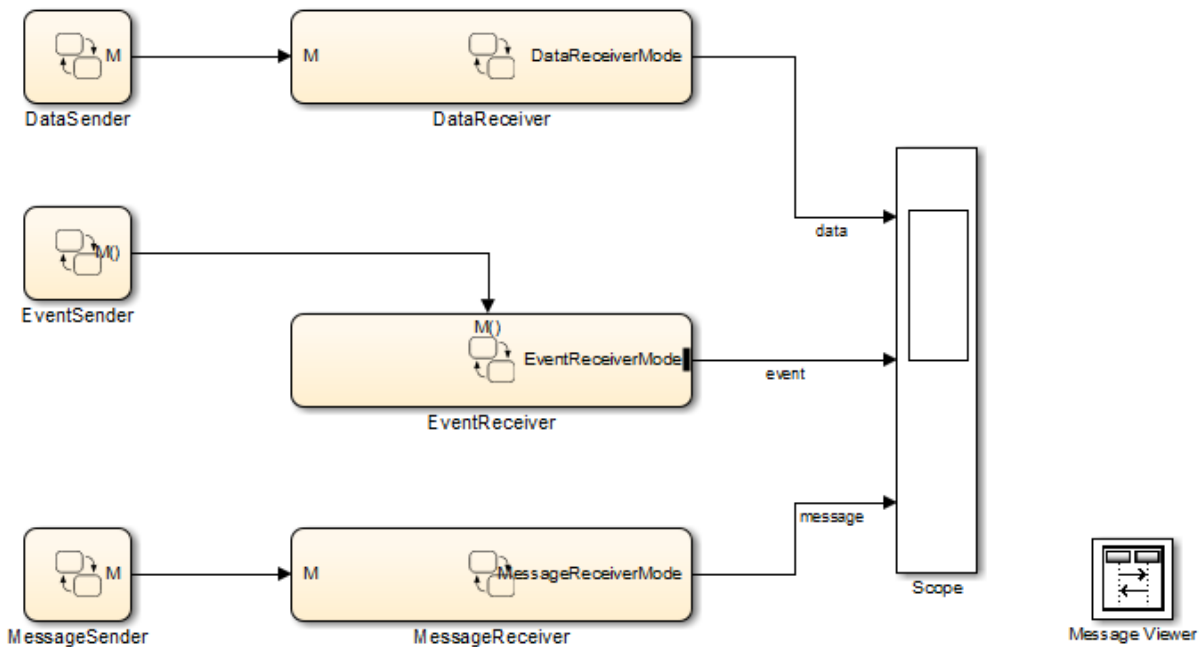 M
M
DataReceiverMode
DataSender
DataReceiver
data
M()
EventSender
M()
EventReceiverMode
event
EventReceiver
message
M
M
MessageReceiverMode
Scope
MessageSender
MessageReceiver
Message Viewer